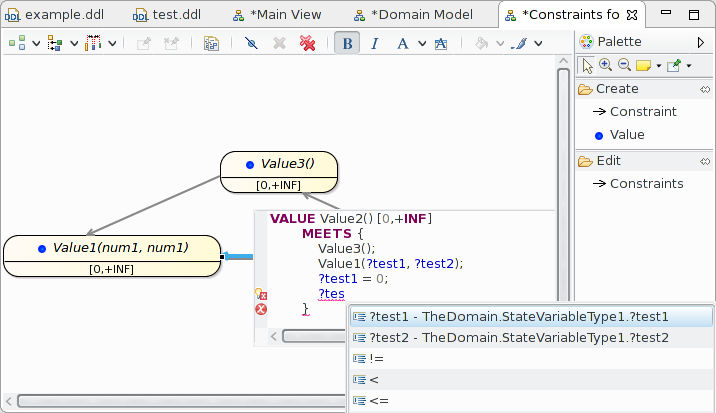 example.ddl
test.ddl
*Main View
*Domain Model
*Constraints fo
B I A
Palette
Create
Constraint
Value
Edit
Constraints
Value3()
[0,+INF]
Value1(num1, num1)
[0,+INF]
VALUE Value2() [0,+INF]
MEETS {
Value3();
Value1(?test1, ?test2);
?test1 = 0;
?tes
}
?test1 - TheDomain.StateVariableType1.?test1
?test2 - TheDomain.StateVariableType1.?test2
!=
<
<=